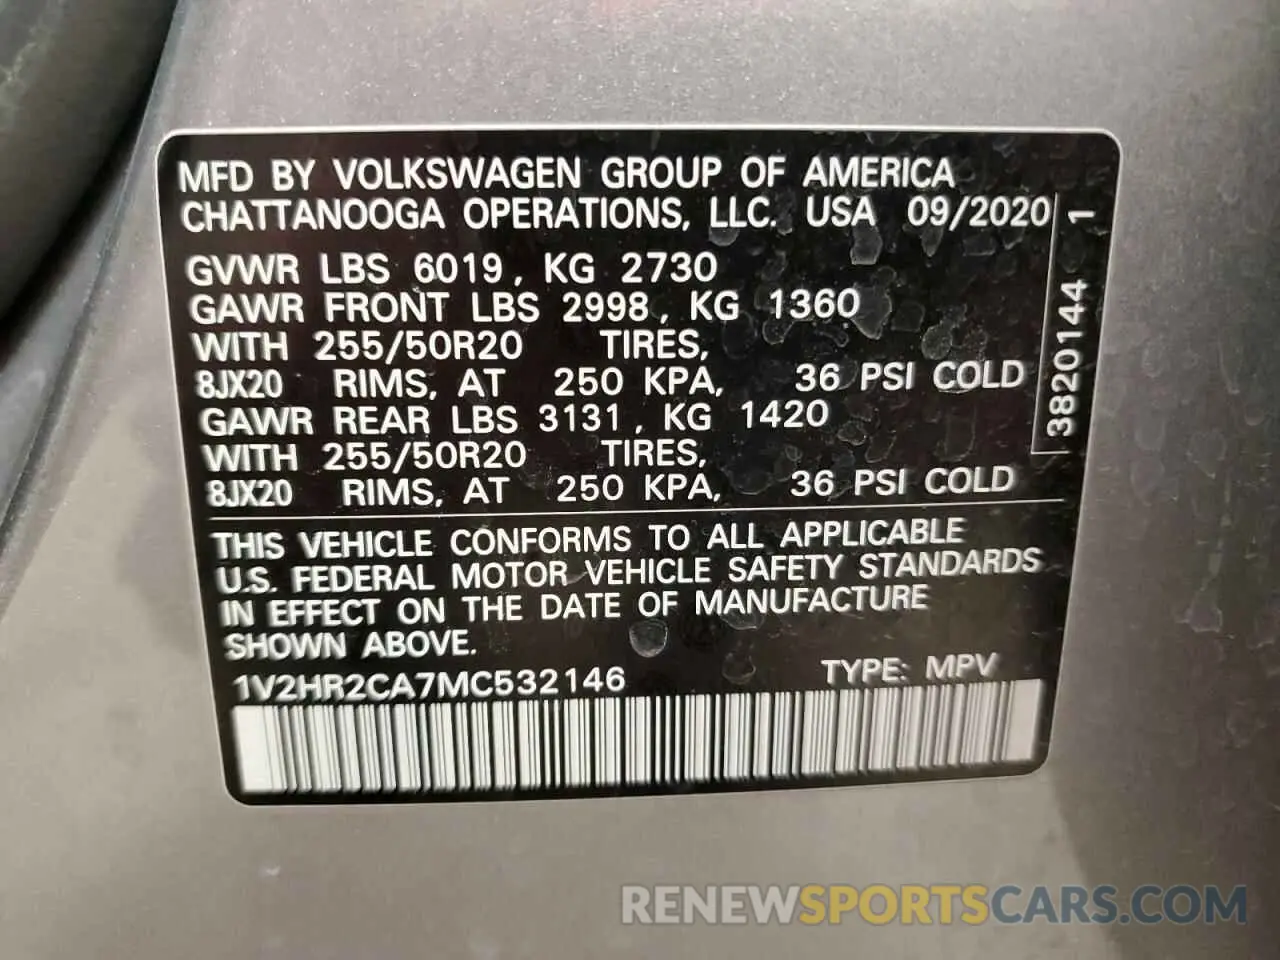 MFD BY VOLKSWAGEN GROUP OF AMERICA
CHATTANOOGA OPERATIONS, LLC. USA 09/2020
GVWR LBS 6019, KG 2730
GAWR FRONT LBS 2998, KG 1360
WITH 255/50R20 TIRES,
8JX20 RIMS, AT 250 KPA, 36 PSI COLD
GAWR REAR LBS 3131, KG 1420
WITH 255/50R20 TIRES,
8JX20 RIMS, AT 250 KPA, 36 PSI COLD
3820144 1
THIS VEHICLE CONFORMS TO ALL APPLICABLE
U.S. FEDERAL MOTOR VEHICLE SAFETY STANDARDS
IN EFFECT ON THE DATE OF MANUFACTURE
SHOWN ABOVE.
1V2HR2CA7MC532146 TYPE: MPV
RENEWSPORTSCARS.COM